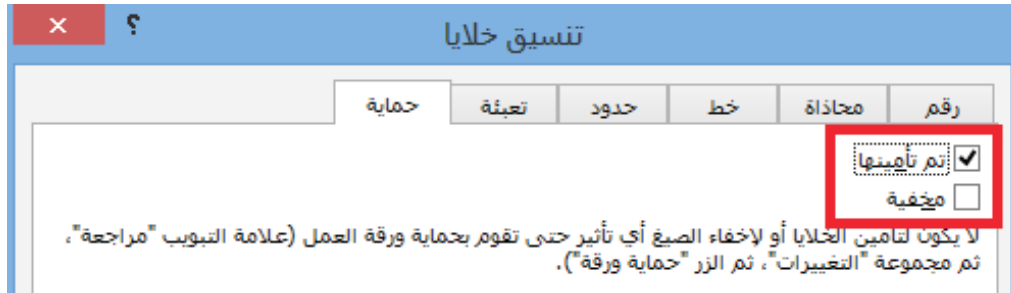 تنسيق خلايا ؟ ×
رقم محاذاة خط حدود تعبئة حماية
تم تأمينها
مخفية
لا يكون لتأمين الخلايا أو لإخفاء الصيغ أي تأثير حتى تقوم بحماية ورقة العمل (علامة التبويب "مراجعة"،
ثم مجموعة "التغييرات"، ثم الزر "حماية ورقة").